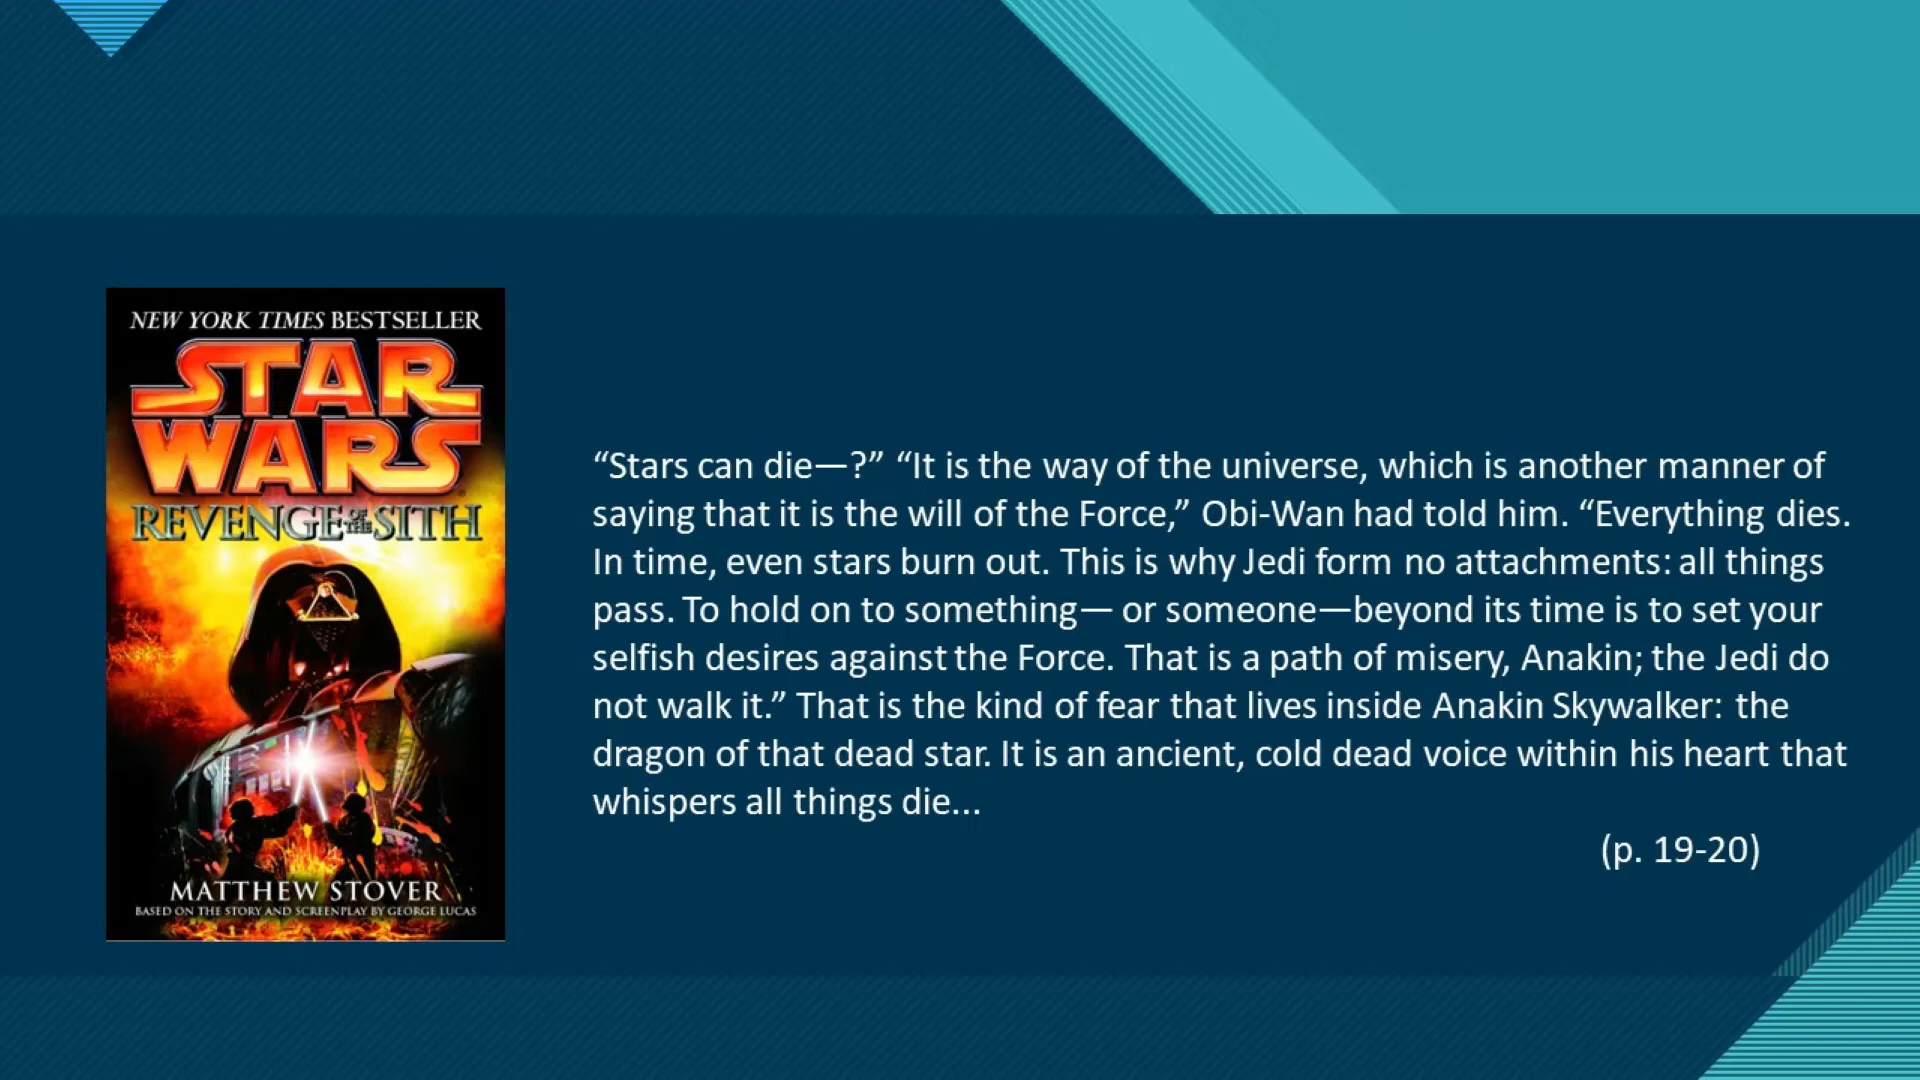 NEW YORK TIMES BESTSELLER
STAR
WARS
REVENGE OF THE SITH
MATTHEW STOVER
BASED ON THE STORY AND SCREENPLAY BY GEORGE LUCAS
“Stars can die—?” “It is the way of the universe, which is another manner of
saying that it is the will of the Force,” Obi-Wan had told him. “Everything dies.
In time, even stars burn out. This is why Jedi form no attachments: all things
pass. To hold on to something— or someone—beyond its time is to set your
selfish desires against the Force. That is a path of misery, Anakin; the Jedi do
not walk it.” That is the kind of fear that lives inside Anakin Skywalker: the
dragon of that dead star. It is an ancient, cold dead voice within his heart that
whispers all things die...
(p. 19-20)